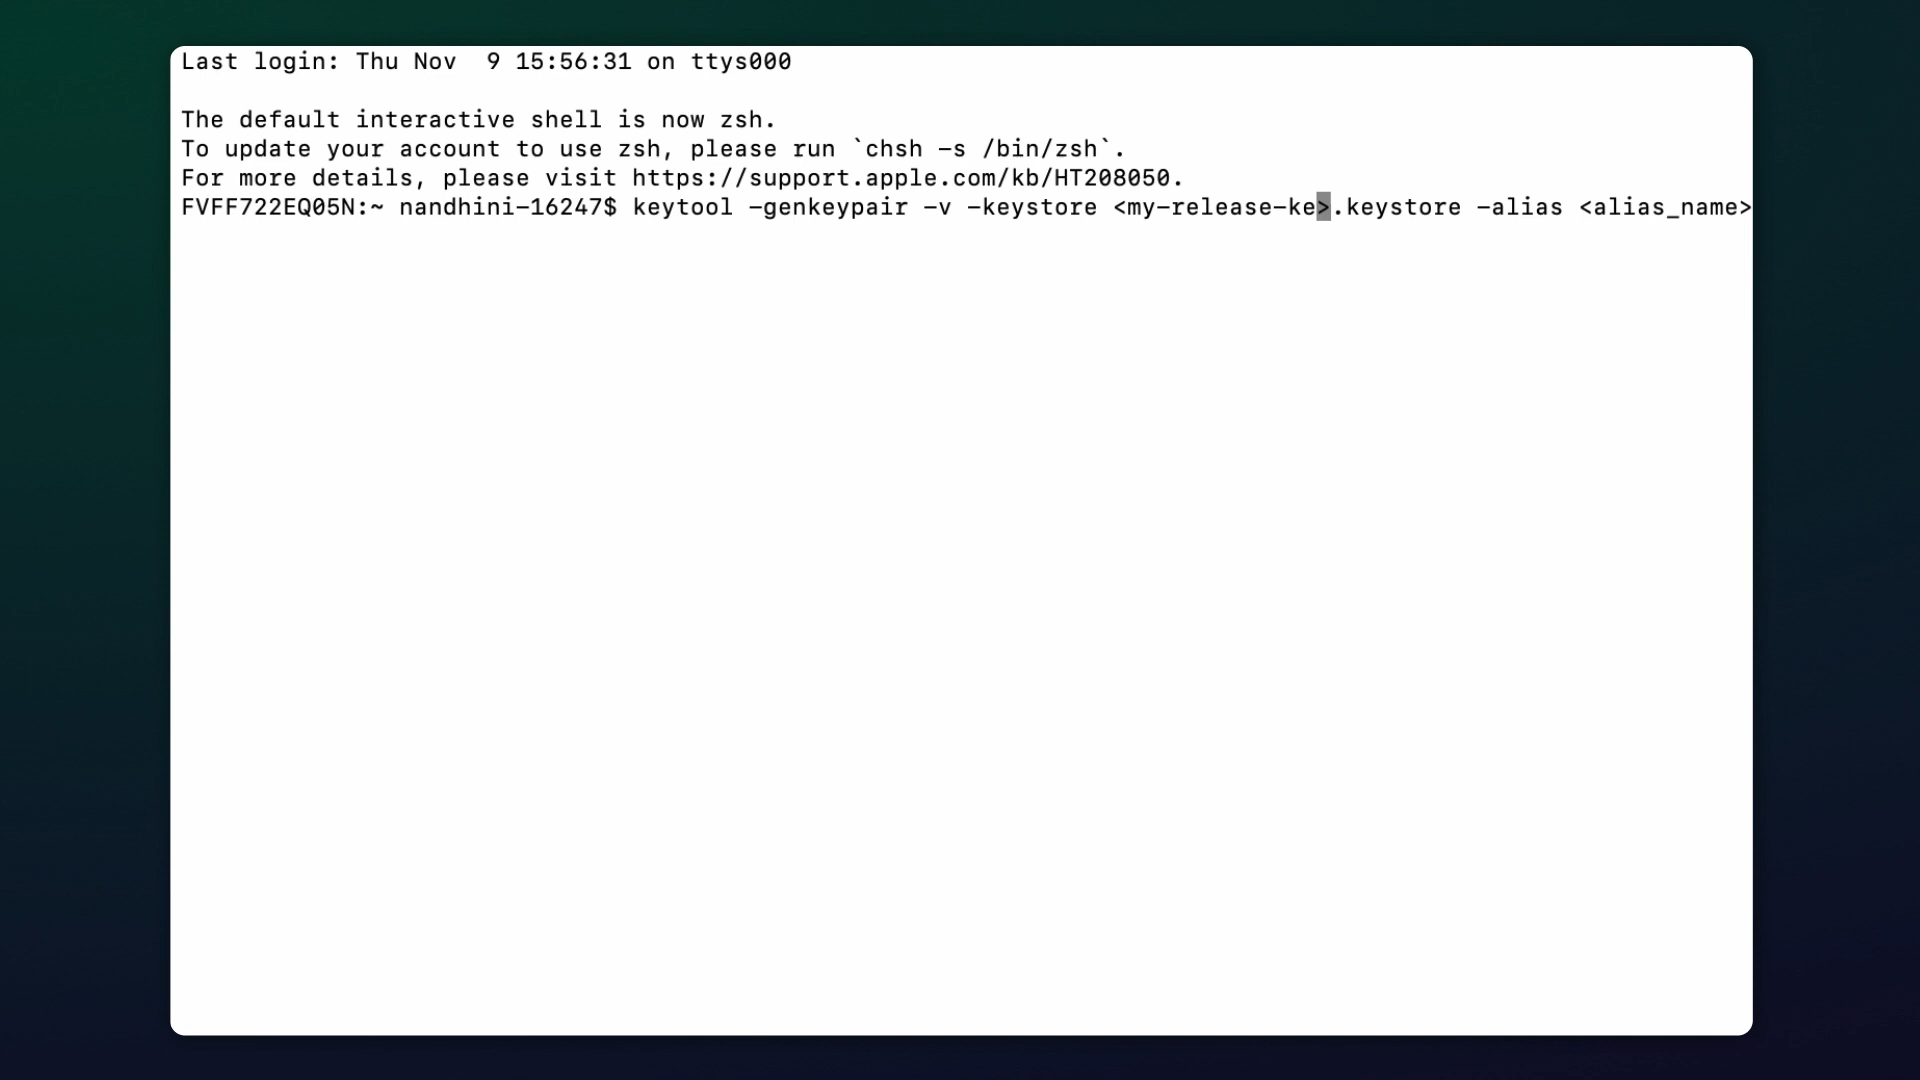 Last login: Thu Nov  9 15:56:31 on ttys000
The default interactive shell is now zsh.
To update your account to use zsh, please run `chsh -s /bin/zsh`.
For more details, please visit https://support.apple.com/kb/HT208050.
FVFF722EQ05N:~ nandhini-16247$ keytool -genkeypair -v -keystore <my-release-ke>.keystore -alias <alias_name>